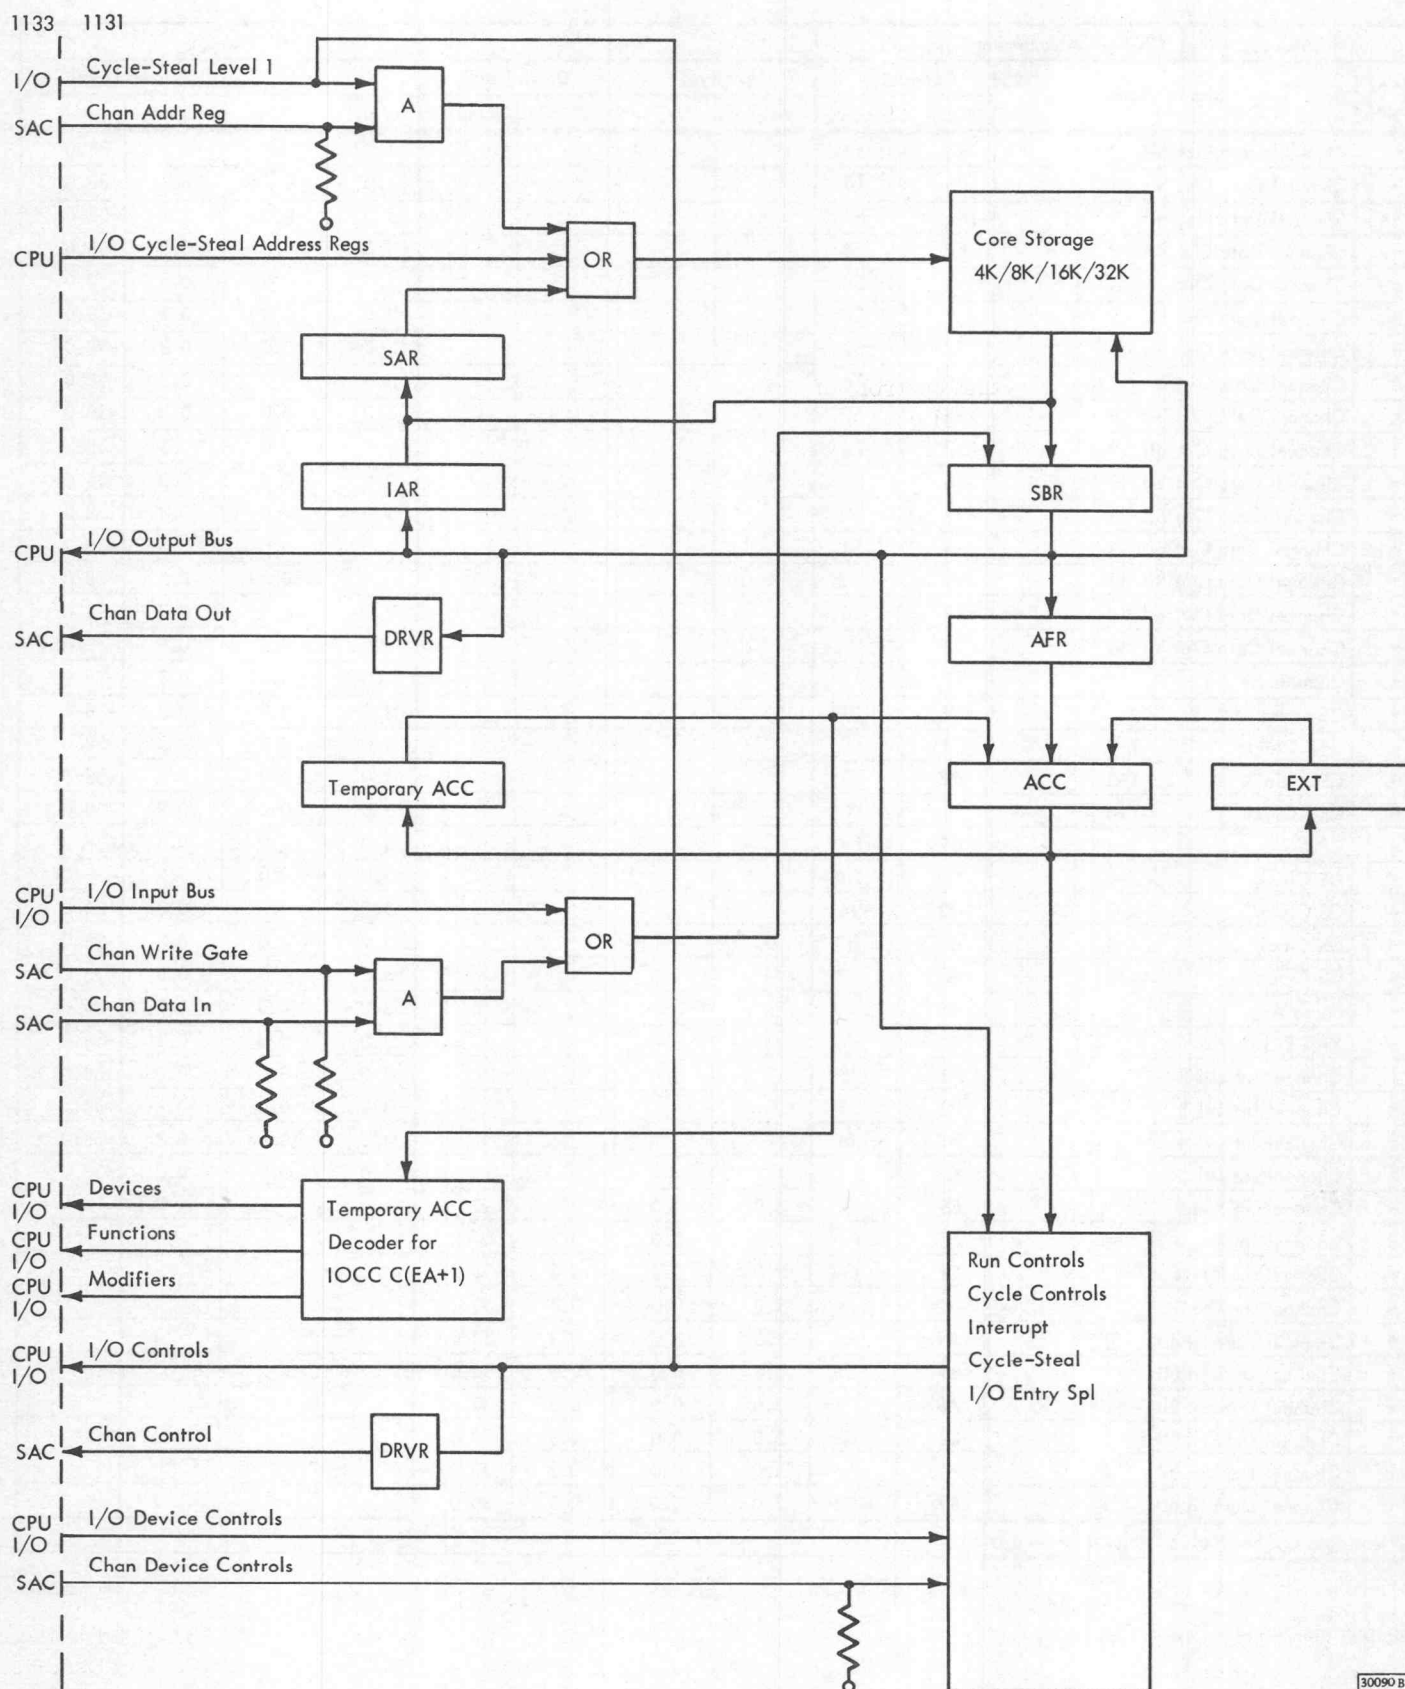 1133 1131
I/O Cycle-Steal Level 1
SAC Chan Addr Reg
A
CPU I/O Cycle-Steal Address Regs
OR
Core Storage
4K/8K/16K/32K
SAR
IAR
SBR
CPU I/O Output Bus
SAC Chan Data Out
DRVR
AFR
Temporary ACC
ACC
EXT
CPU I/O Input Bus
I/O
OR
SAC Chan Write Gate
A
SAC Chan Data In
CPU Devices
I/O
CPU Functions
I/O
CPU Modifiers
I/O
Temporary ACC
Decoder for
IOCC C(EA+1)
Run Controls
Cycle Controls
Interrupt
Cycle-Steal
I/O Entry Spl
CPU I/O Controls
I/O
SAC Chan Control
DRVR
CPU I/O Device Controls
I/O
SAC Chan Device Controls
30090 B